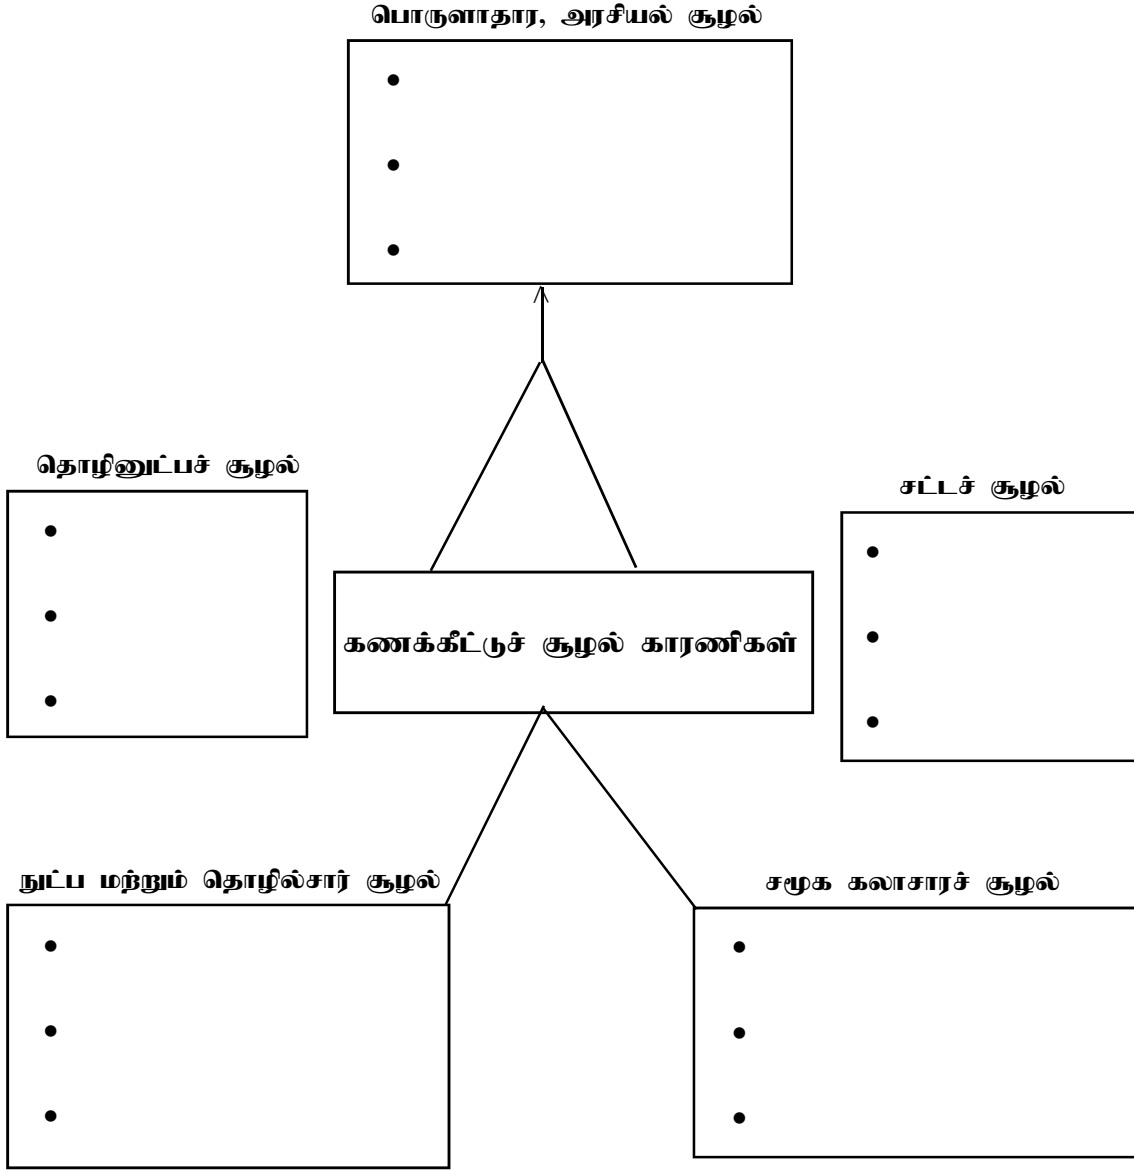 பொருளாதார, அரசியல் சூழல்
•
•
•
தொழினுட்பச் சூழல்
•
•
•
சட்டச் சூழல்
•
•
•
கணக்கீட்டுச் சூழல் காரணிகள்
நுட்ப மற்றும் தொழில்சார் சூழல்
•
•
•
சமூக கலாசாரச் சூழல்
•
•
•